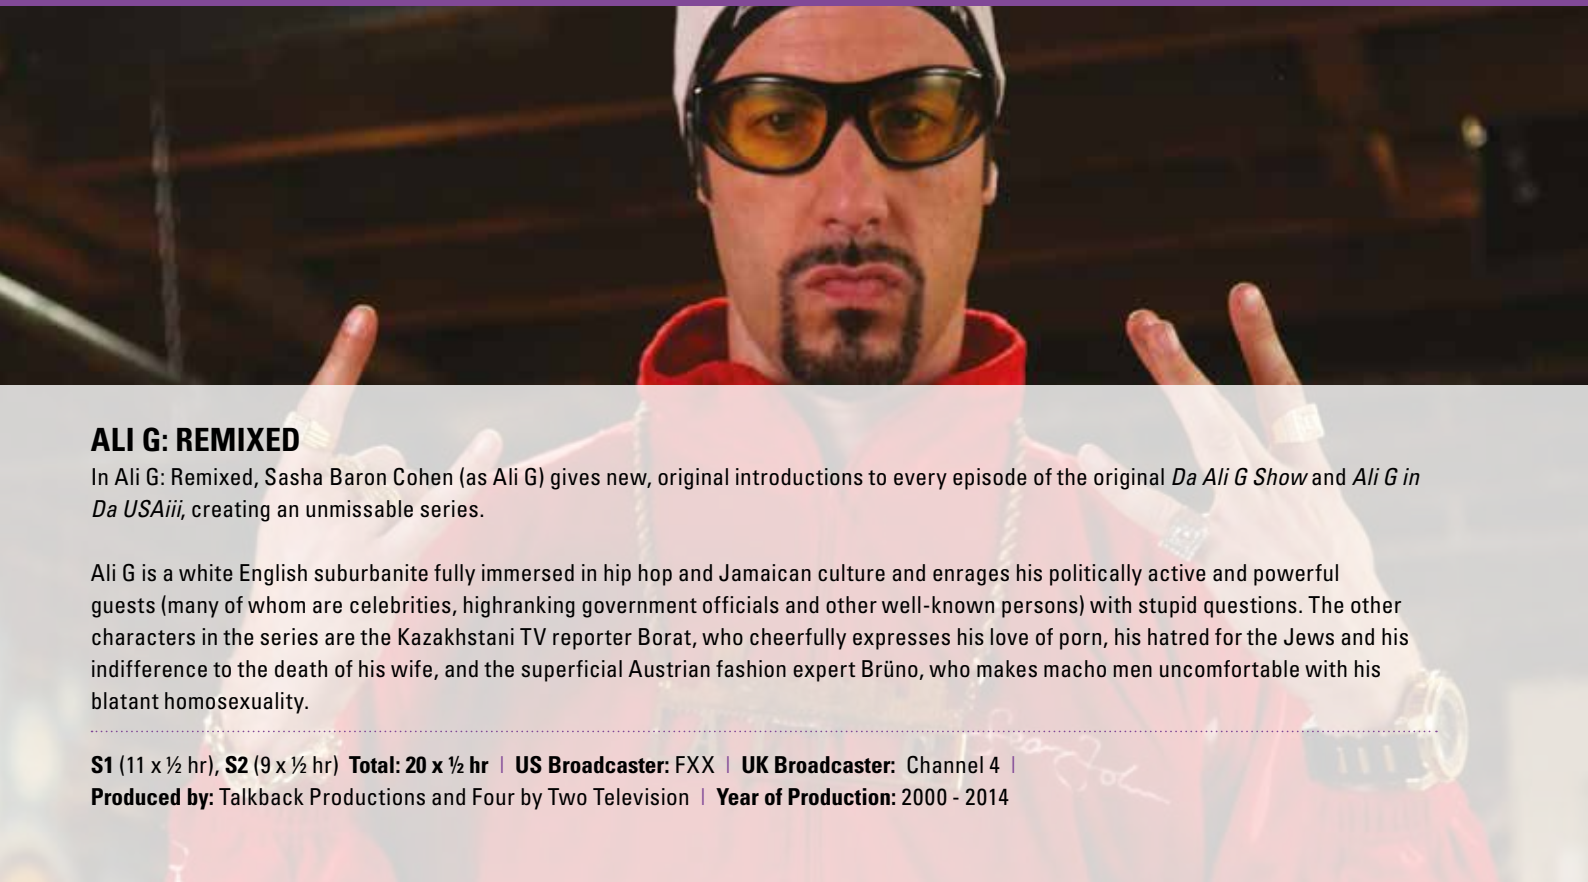 ALI G: REMIXED
In Ali G: Remixed, Sasha Baron Cohen (as Ali G) gives new, original introductions to every episode of the original Da Ali G Show and Ali G in
Da USAiii, creating an unmissable series.
Ali G is a white English suburbanite fully immersed in hip hop and Jamaican culture and enrages his politically active and powerful
guests (many of whom are celebrities, highranking government officials and other well-known persons) with stupid questions. The other
characters in the series are the Kazakhstani TV reporter Borat, who cheerfully expresses his love of porn, his hatred for the Jews and his
indifference to the death of his wife, and the superficial Austrian fashion expert Brüno, who makes macho men uncomfortable with his
blatant homosexuality.
S1 (11 x ½ hr), S2 (9 x ½ hr) Total: 20 x ½ hr | US Broadcaster: FXX | UK Broadcaster: Channel 4 |
Produced by: Talkback Productions and Four by Two Television | Year of Production: 2000 - 2014